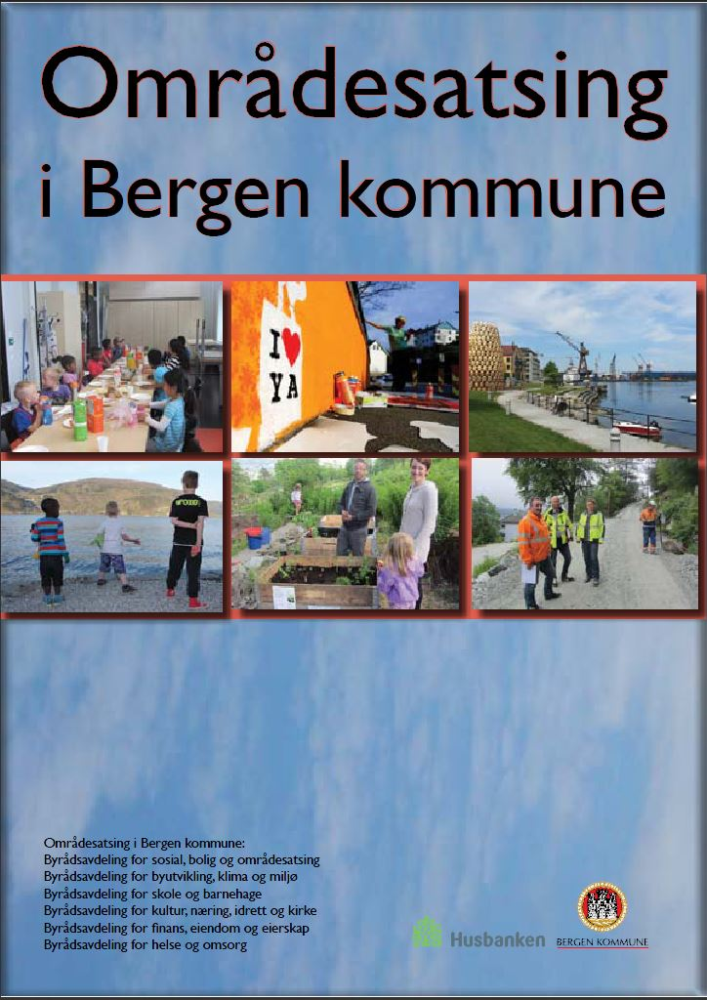 Områdesatsing
i Bergen kommune
I ♥
YA
Områdesatsing i Bergen kommune:
Byrådsavdeling for sosial, bolig og områdesatsing
Byrådsavdeling for byutvikling, klima og miljø
Byrådsavdeling for skole og barnehage
Byrådsavdeling for kultur, næring, idrett og kirke
Byrådsavdeling for finans, eiendom og eierskap
Byrådsavdeling for helse og omsorg
Husbanken
BERGEN KOMMUNE